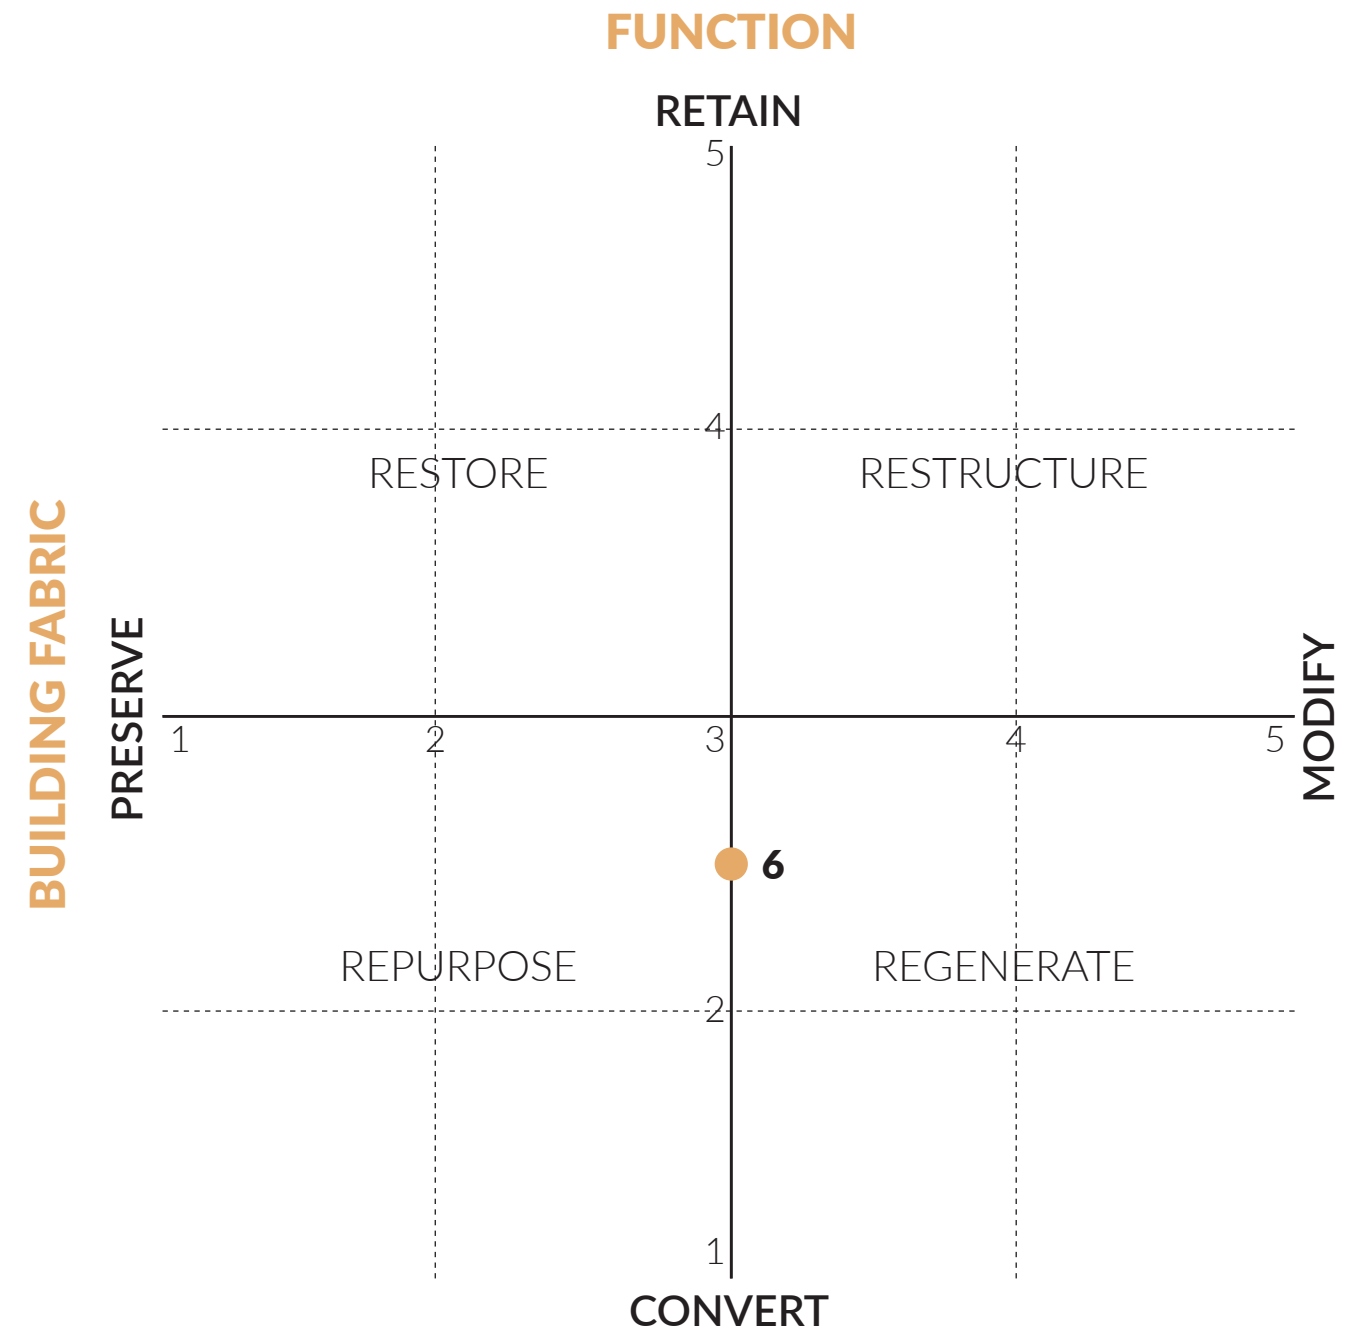 FUNCTION
RETAIN
5
4
RESTORE
RESTRUCTURE
BUILDING FABRIC
PRESERVE
MODIFY
1
2
3
4
5
6
REPURPOSE
REGENERATE
2
1
CONVERT